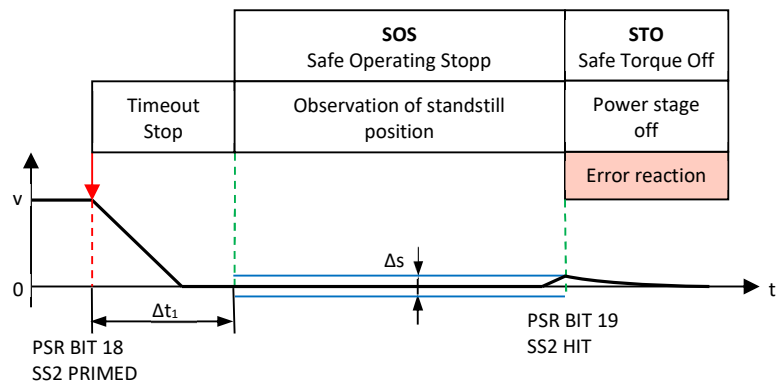 SOS
Safe Operating Stopp
STO
Safe Torque Off
Timeout
Stop
Observation of standstill
position
Power stage
off
Error reaction
v
Δs
0
t
Δt₁
PSR BIT 18
SS2 PRIMED
PSR BIT 19
SS2 HIT